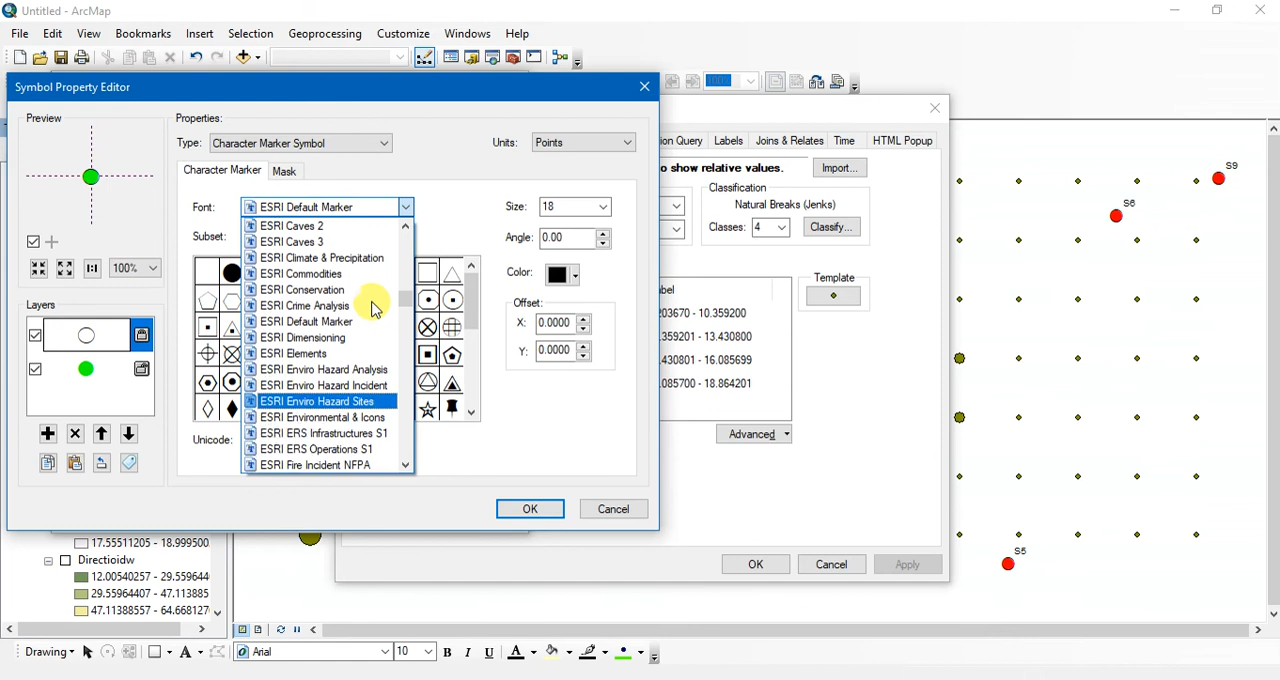 Untitled - ArcMap
File Edit View Bookmarks Insert Selection Geoprocessing Customize Windows Help
100%
Symbol Property Editor
Preview
Properties:
Type: Character Marker Symbol
Units: Points
Character Marker Mask
Font: ESRI Default Marker
Subset:
ESRI Caves 2
ESRI Caves 3
ESRI Climate & Precipitation
ESRI Commodities
ESRI Conservation
ESRI Crime Analysis
ESRI Default Marker
ESRI Dimensioning
ESRI Elements
ESRI Enviro Hazard Analysis
ESRI Enviro Hazard Incident
ESRI Enviro Hazard Sites
ESRI Environmental & Icons
ESRI ERS Infrastructures S1
ESRI ERS Operations S1
ESRI Fire Incident NFPA
Unicode:
Size: 18
Angle: 0.00
Color:
Offset:
X: 0.0000
Y: 0.0000
1:1 100%
Layers
OK Cancel
ion Query Labels Joins & Relates Time HTML Popup
o show relative values. Import...
Classification
Natural Breaks (Jenks)
Classes: 4 Classify...
Template
bel
203670 - 10.359200
.359201 - 13.430800
.430801 - 16.085699
.085700 - 18.864201
Advanced
OK Cancel Apply
S9
S6
S5
17.55511205 - 18.999500
Directioidw
12.00540257 - 29.559644
29.55964407 - 47.113885
47.11388557 - 64.668127
Drawing A Arial 10 B I U A